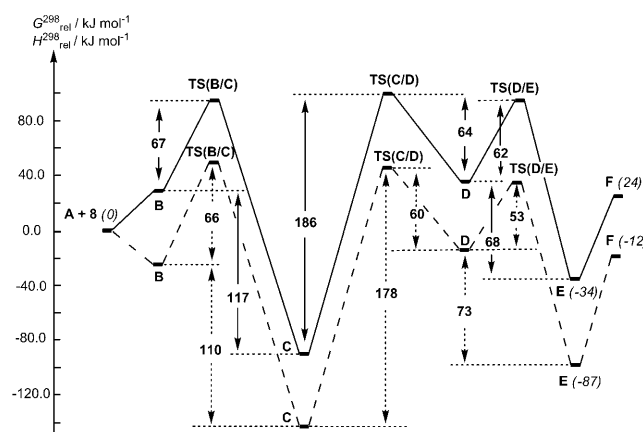 G²⁹⁸rel / kJ mol⁻¹
H²⁹⁸rel / kJ mol⁻¹
TS(C/D)
TS(B/C)
TS(D/E)
80.0
67
64
62
TS(B/C)
TS(C/D)
TS(D/E)
40.0
B
D
F (24)
A + 8 (0)
0.0
66
186
60
68
53
F (-12
B
D
-40.0
117
178
E (-34)
73
-80.0
110
C
E (-87)
-120.0
C